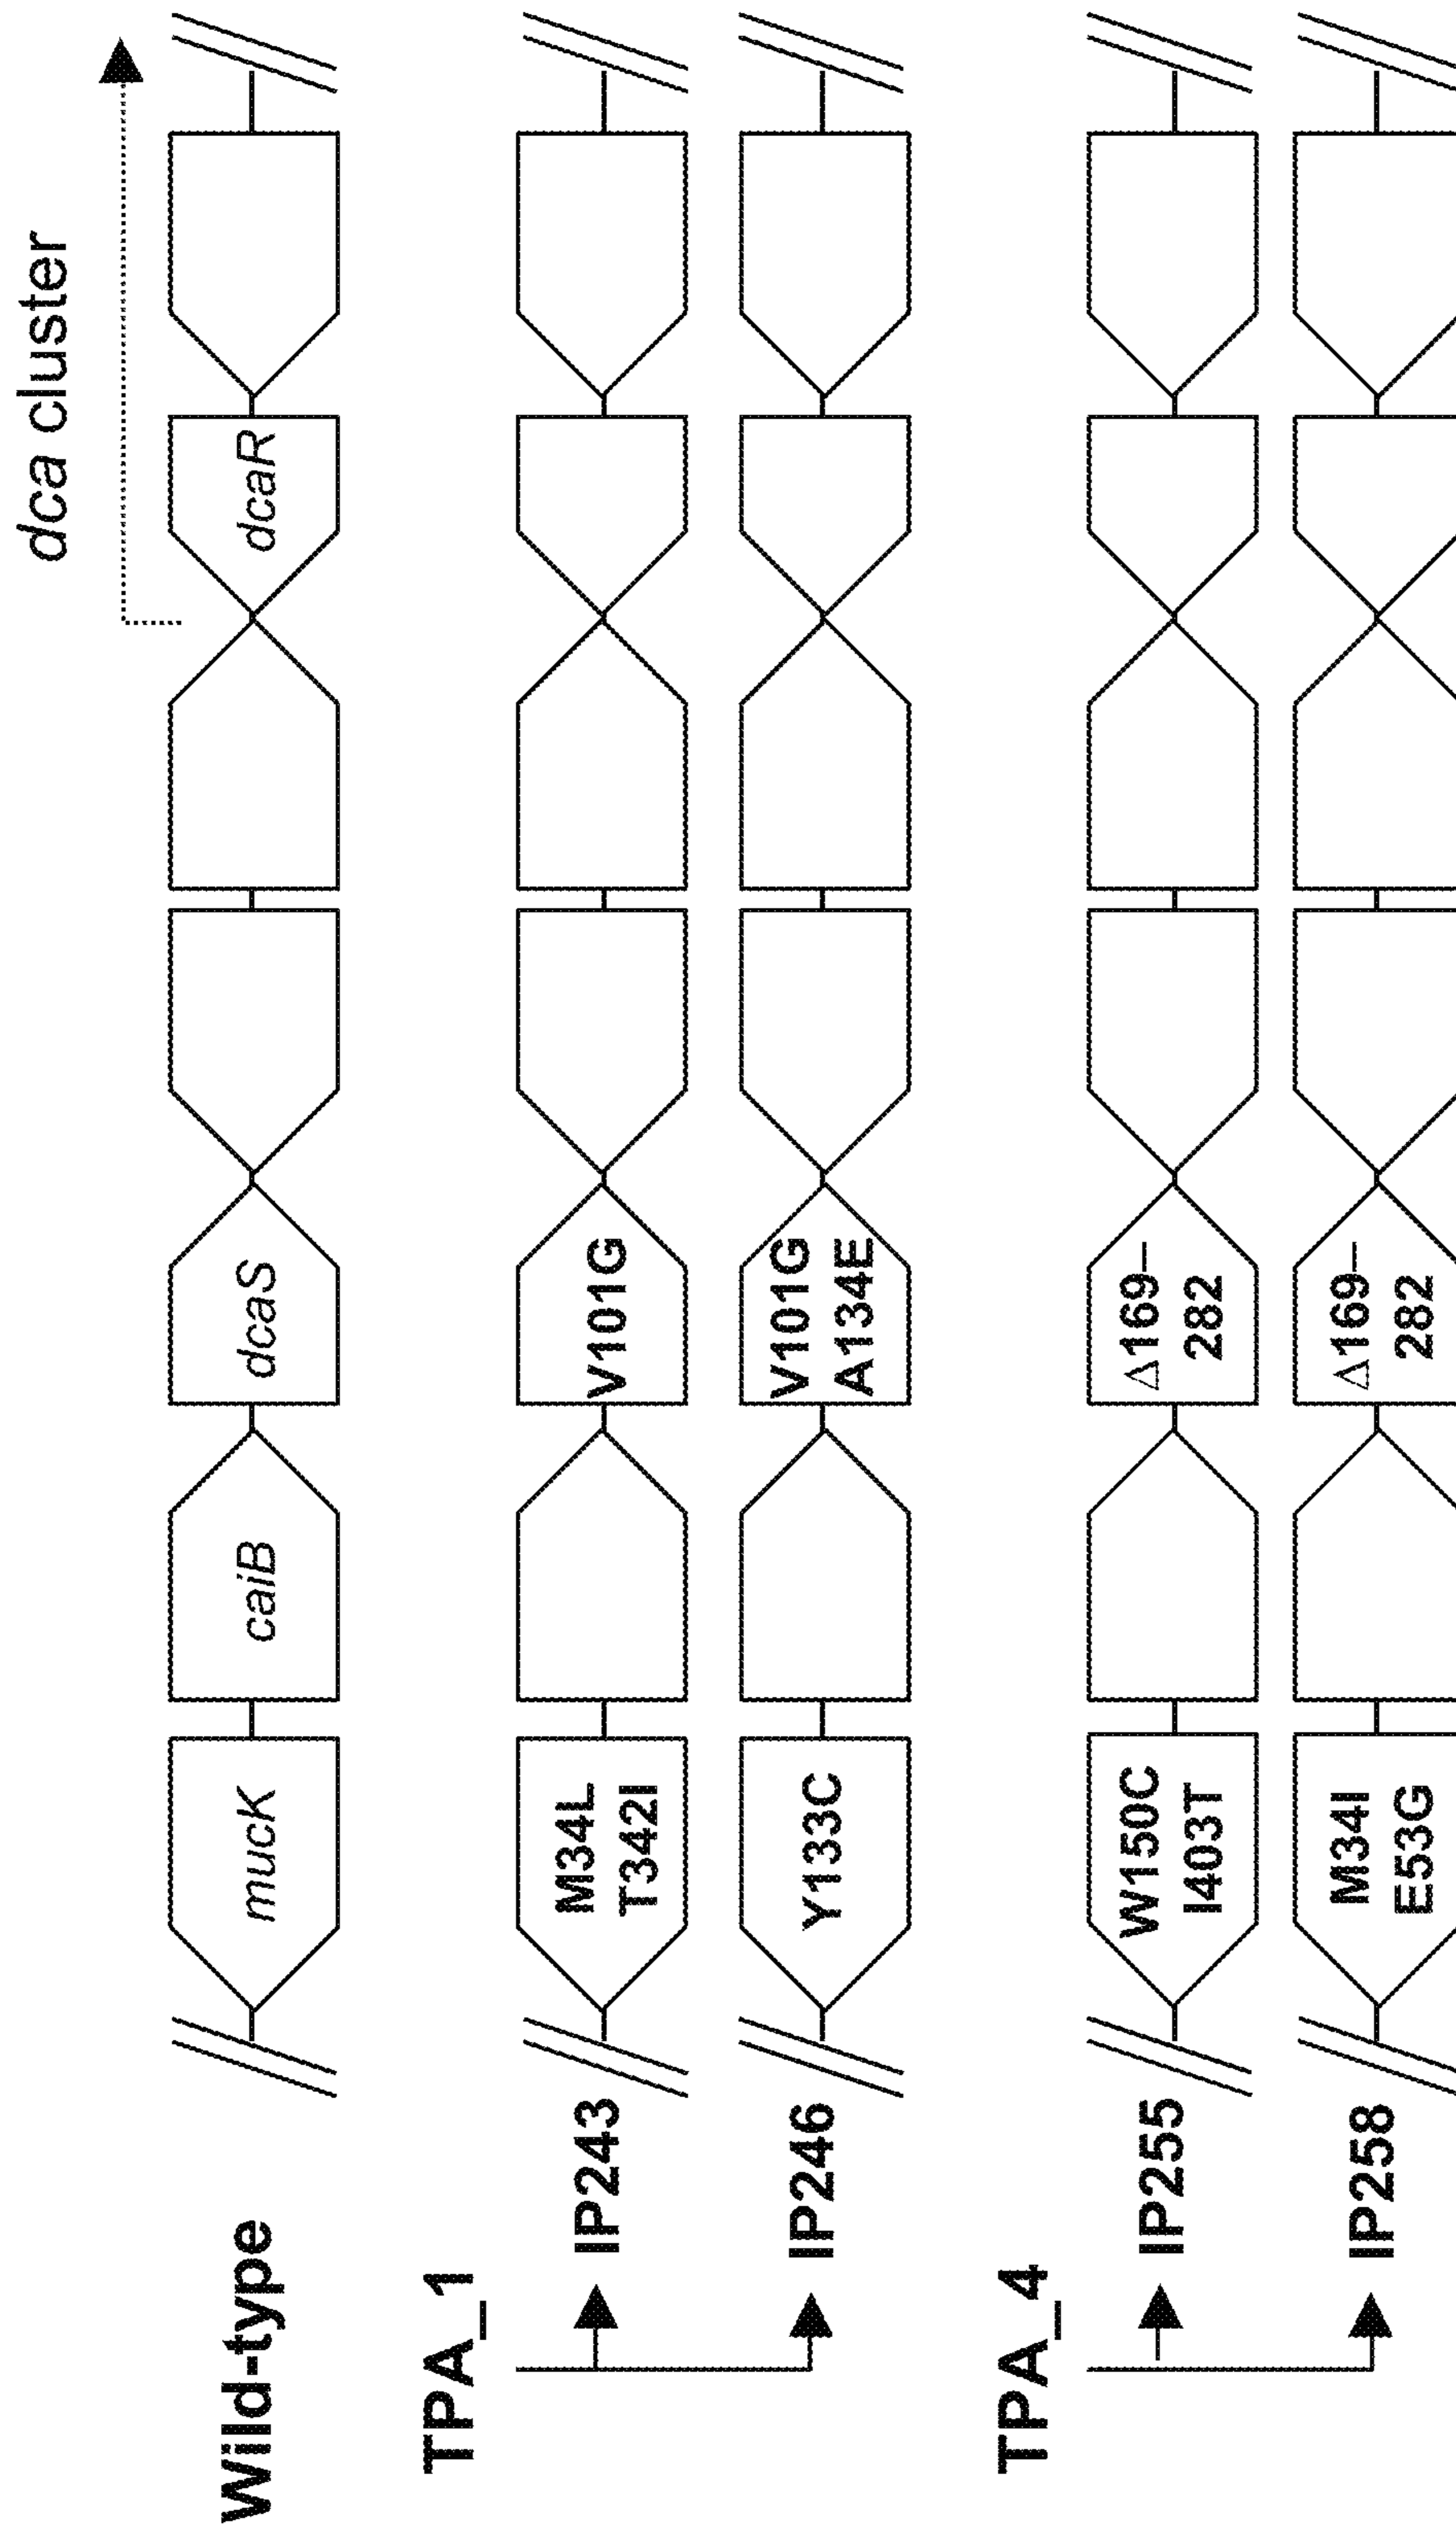 dca cluster
Wild-type
mucK
caiB
dcaS
dcaR
TPA_1
IP243
M34L
T342I
V101G
IP246
Y133C
V101G
A134E
TPA_4
IP255
W150C
I403T
Δ169–
282
IP258
M34I
E53G
Δ169–
282